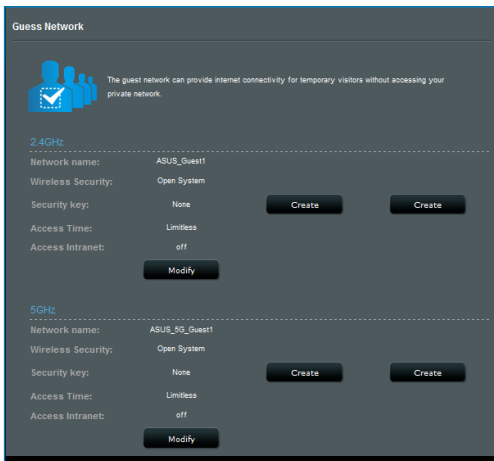 Guess Network
The guest network can provide internet connectivity for temporary visitors without accessing your
private network.
2.4GHz
Network name: ASUS_Guest1
Wireless Security: Open System
Security key: None Create Create
Access Time: Limitless
Access Intranet: off
Modify
5GHz
Network name: ASUS_5G_Guest1
Wireless Security: Open System
Security key: None Create Create
Access Time: Limitless
Access Intranet: off
Modify